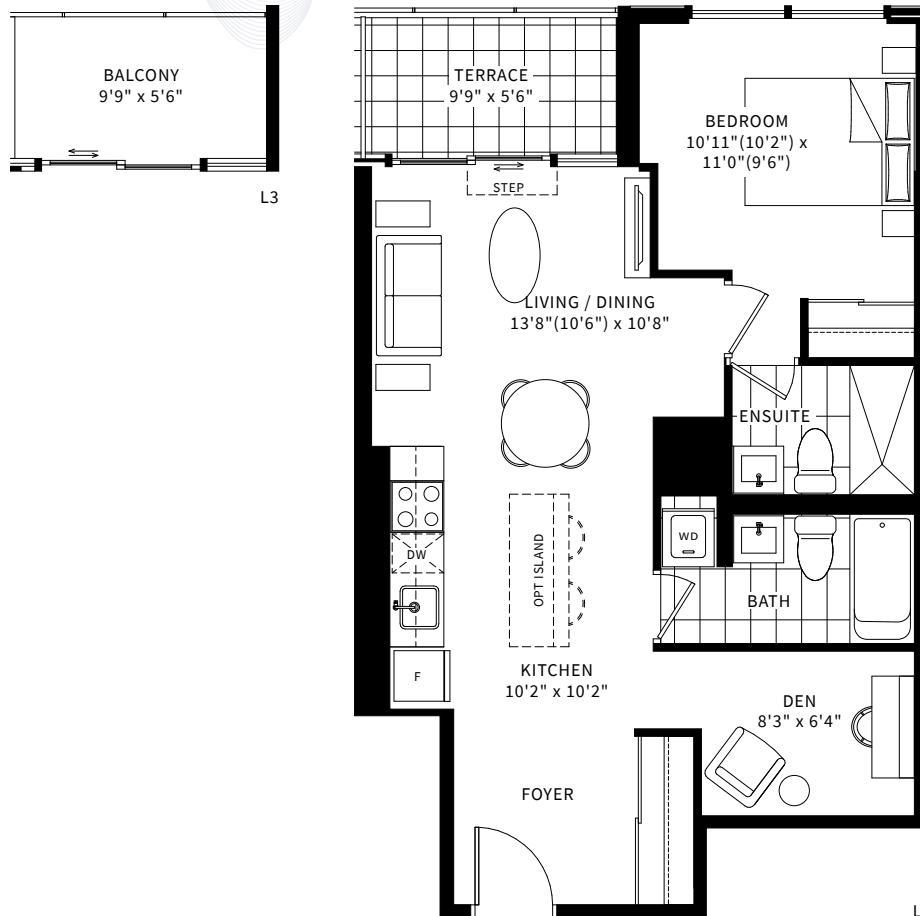 BALCONY
9'9" x 5'6"
L3
TERRACE
9'9" x 5'6"
STEP
BEDROOM
10'11"(10'2") x
11'0"(9'6")
LIVING / DINING
13'8"(10'6") x 10'8"
ENSUITE
DW
OPT ISLAND
WD
BATH
F
KITCHEN
10'2" x 10'2"
DEN
8'3" x 6'4"
FOYER